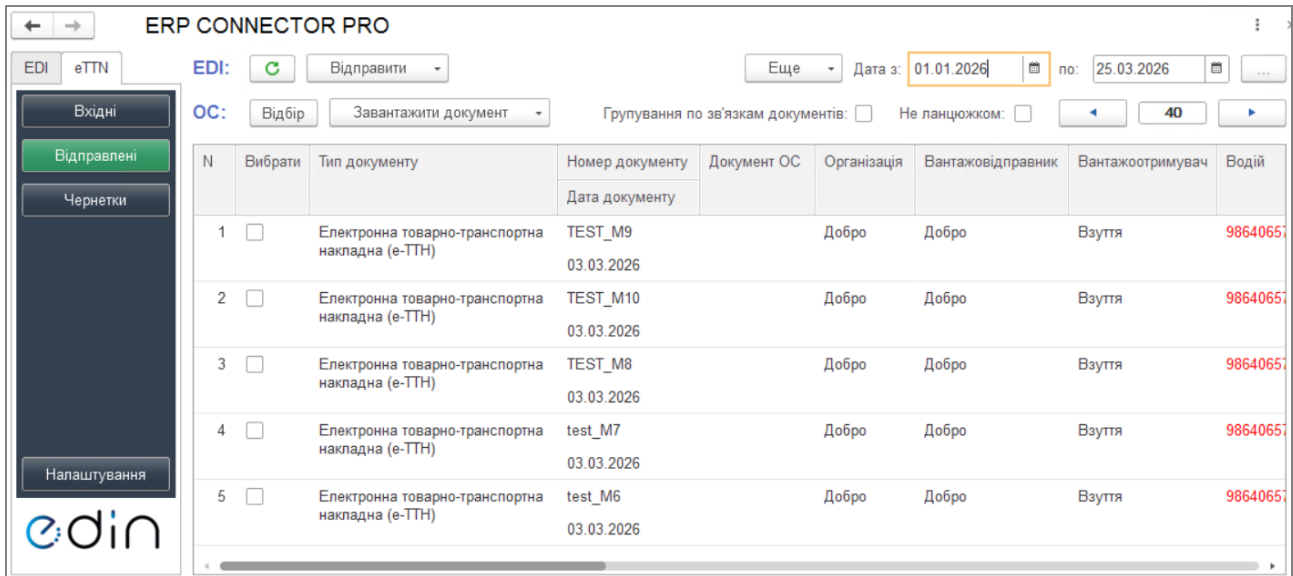 ERP CONNECTOR PRO
EDI eTTN EDI: Відправити Еще Дата з: 01.01.2026 по: 25.03.2026 ...
Вхідні ОС: Відбір Завантажити документ Групування по зв'язкам документів: Не ланцюжком: 40
Відправлені
Чернетки
N Вибрати Тип документу Номер документу Документ ОС Організація Вантажовідправник Вантажоотримувач Водій
Дата документу
1 Електронна товарно-транспортна TEST_M9 Добро Добро Взуття 98640657
накладна (е-ТТН)
03.03.2026
2 Електронна товарно-транспортна TEST_M10 Добро Добро Взуття 98640657
накладна (е-ТТН)
03.03.2026
3 Електронна товарно-транспортна TEST_M8 Добро Добро Взуття 98640657
накладна (е-ТТН)
03.03.2026
4 Електронна товарно-транспортна test_M7 Добро Добро Взуття 98640657
накладна (е-ТТН)
03.03.2026
Налаштування
5 Електронна товарно-транспортна test_M6 Добро Добро Взуття 98640657
накладна (е-ТТН)
03.03.2026
edin